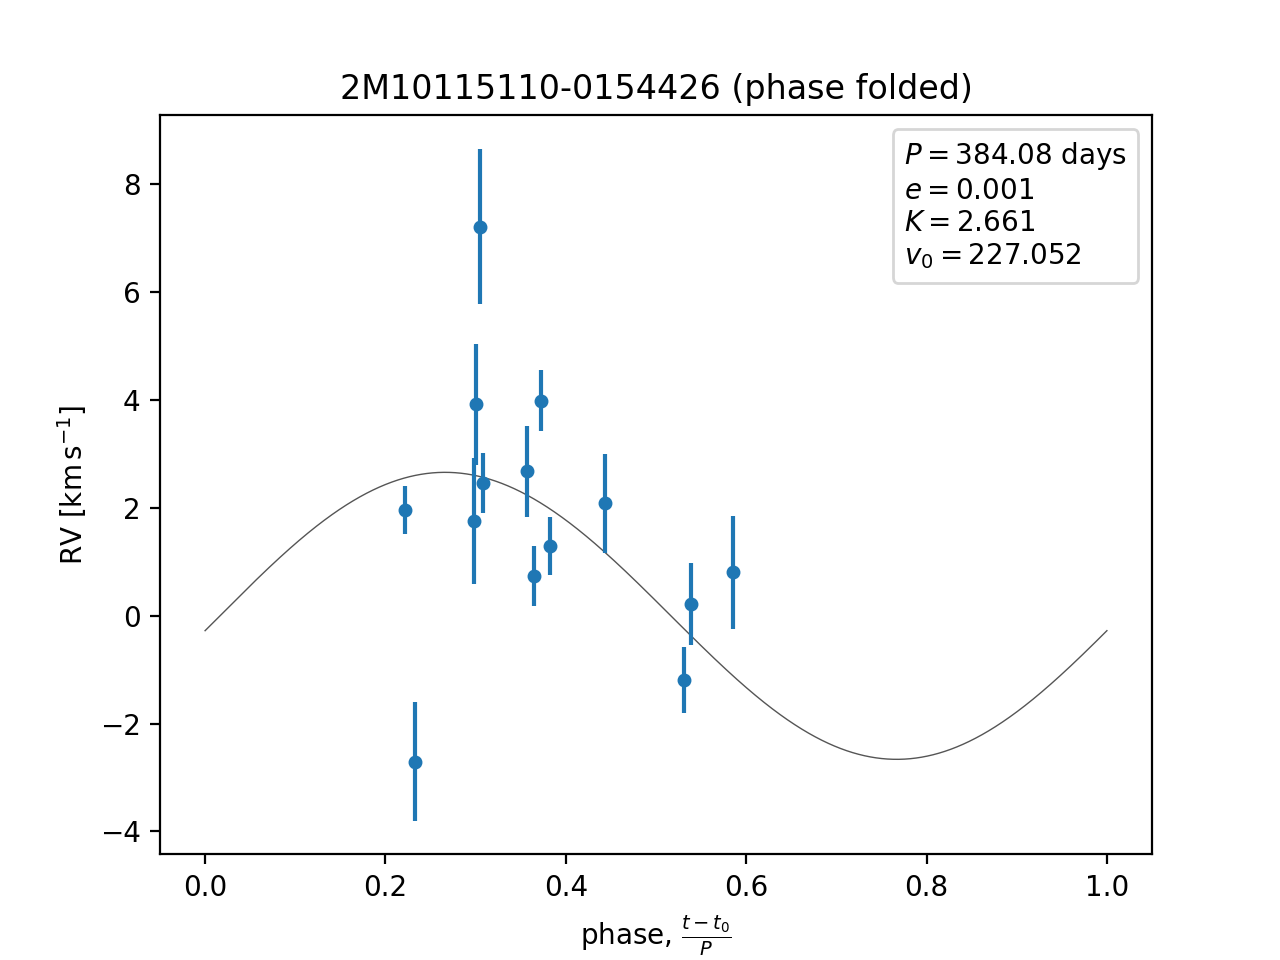 2M10115110-0154426 (phase folded)
P = 384.08 days
e = 0.001
K = 2.661
v₀ = 227.052
8
6
4
2
0
−2
−4
RV [km s⁻¹]
0.0 0.2 0.4 0.6 0.8 1.0
phase, (t − t₀)/P